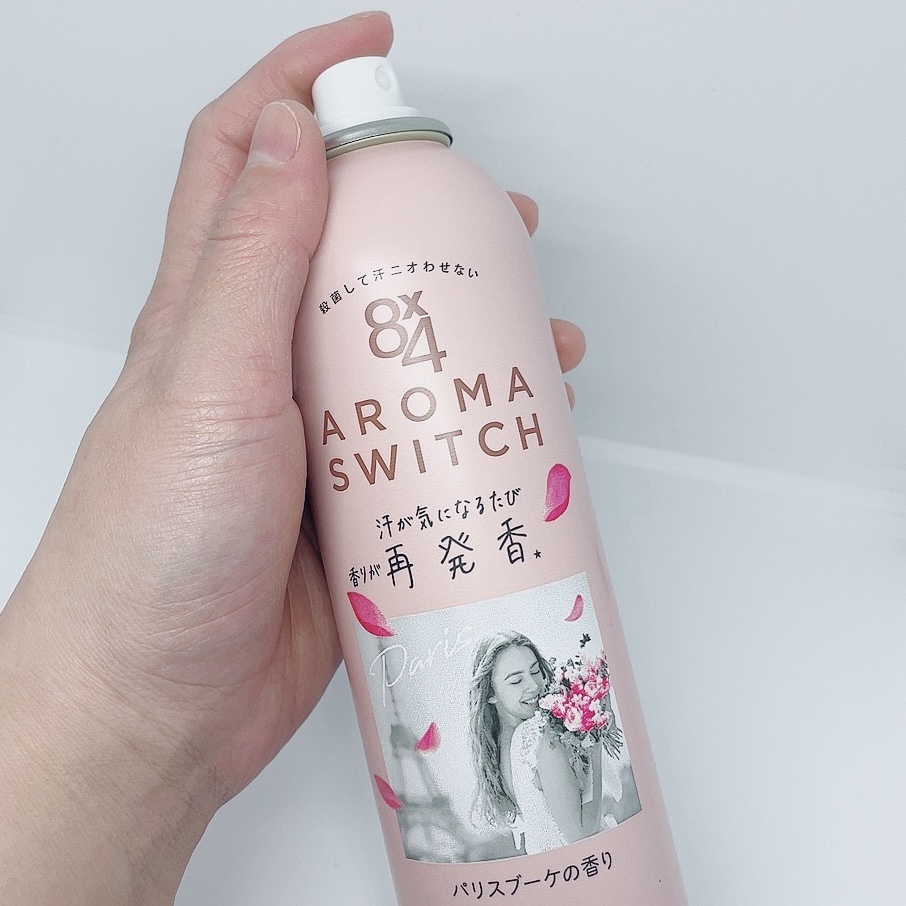 殺菌して汗ニオわせない
8x4
AROMA
SWITCH
汗が気になるたび
香りが再発香*
Paris
パリスブーケの香り